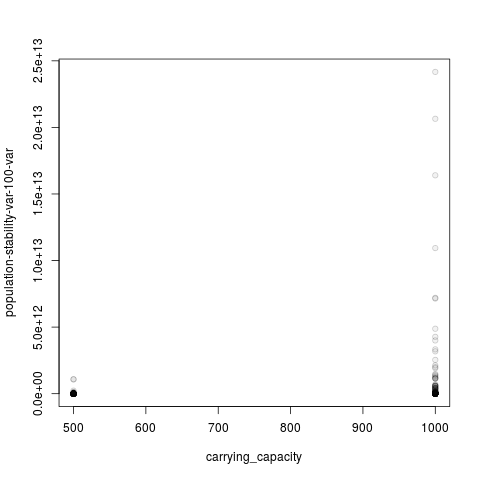 population-stability-var-100-var
2.5e+13
2.0e+13
1.5e+13
1.0e+13
5.0e+12
0.0e+00
500 600 700 800 900 1000
carrying_capacity